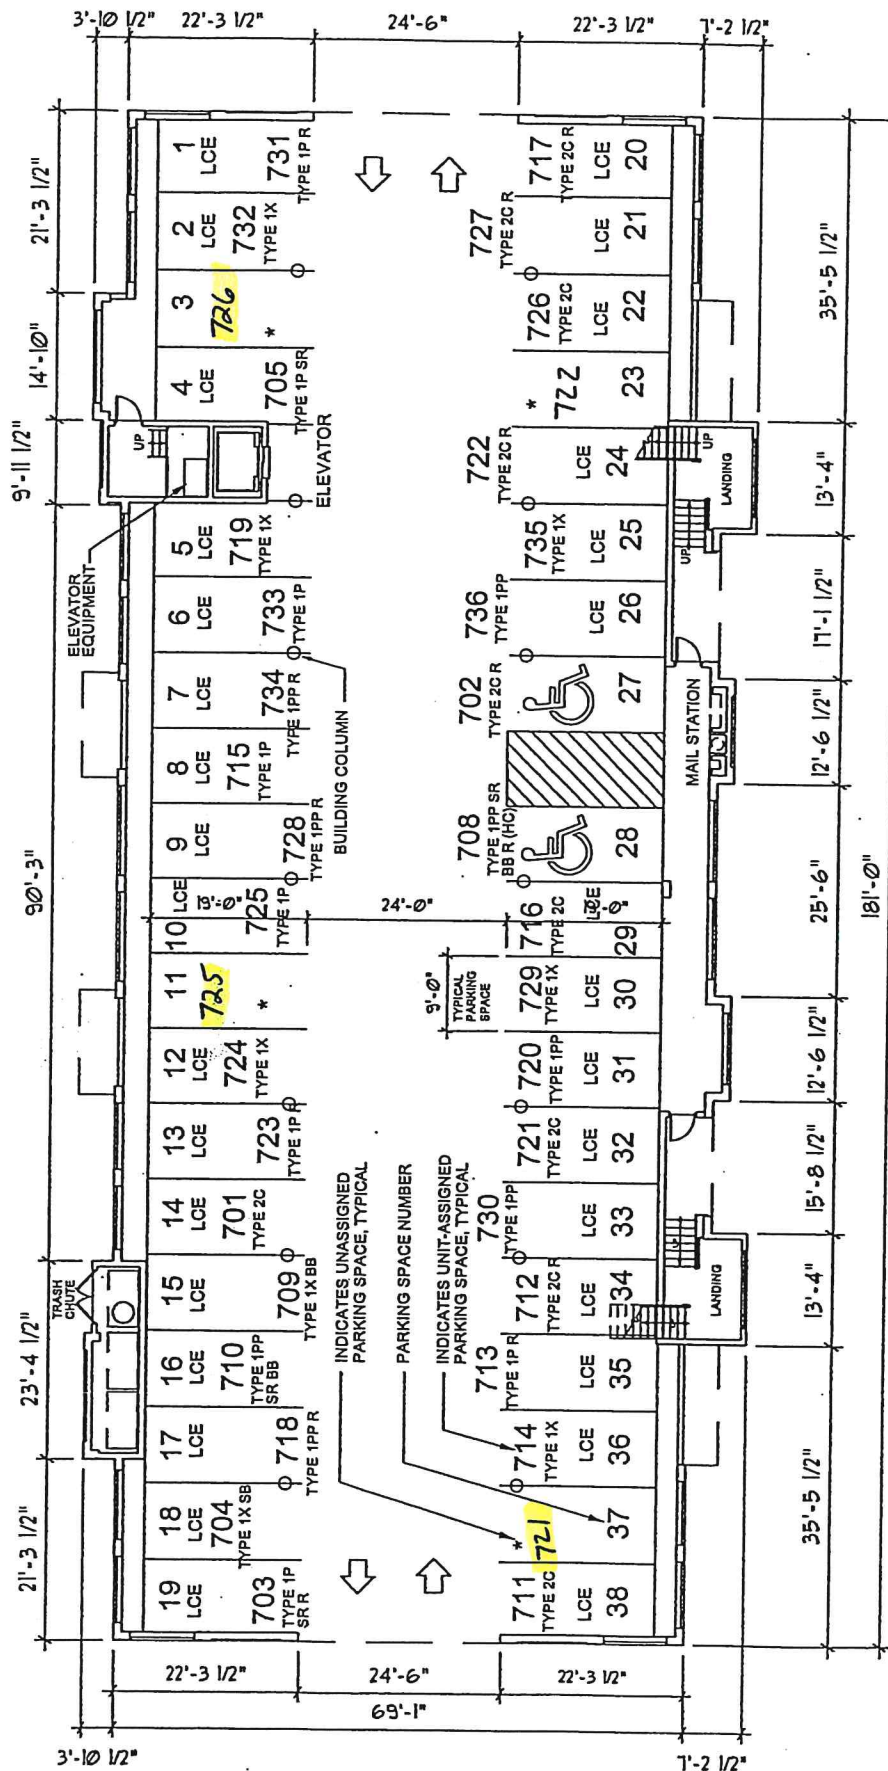 3'-10 1/2"
22'-3 1/2"
24'-6"
22'-3 1/2"
7'-2 1/2"
21'-3 1/2"
14'-10"
9'-11 1/2"
90'-3"
23'-4 1/2"
21'-3 1/2"
1
LCE
731
TYPE 1P R
2
LCE
732
TYPE 1X
3
726
*
4
LCE
705
TYPE 1P SR
UP
ELEVATOR
ELEVATOR
EQUIPMENT
5
LCE
719
TYPE 1X
6
LCE
733
TYPE 1P
7
LCE
734
TYPE 1PP R
BUILDING COLUMN
8
LCE
715
TYPE 1P
9
LCE
728
TYPE 1PP R
10
LCE
725
TYPE 1P
24'-0"
11
725
*
12
LCE
724
TYPE 1X
13
LCE
723
TYPE 1P R
14
LCE
701
TYPE 2C
15
LCE
709
TYPE 1X BB
TRASH
CHUTE
16
LCE
710
TYPE 1PP
SR BB
17
LCE
718
TYPE 1PP R
18
LCE
704
TYPE 1X SB
19
LCE
703
TYPE 1P
SR R
INDICATES UNASSIGNED
PARKING SPACE, TYPICAL
PARKING SPACE NUMBER
INDICATES UNIT-ASSIGNED
PARKING SPACE, TYPICAL
717
TYPE 2C R
LCE
20
727
TYPE 2C R
LCE
21
726
TYPE 2C
LCE
22
*
722
23
722
TYPE 2C R
LCE
24
UP
LANDING
735
TYPE 1X
LCE
25
UP
736
TYPE 1PP
LCE
26
702
TYPE 2C R
27
MAIL STATION
708
TYPE 1PP SR
BB R (HC)
28
716
TYPE 2C
LCE
29
9'-0"
TYPICAL
PARKING
SPACE
729
TYPE 1X
LCE
30
720
TYPE 1PP
LCE
31
721
TYPE 2C
LCE
32
730
TYPE 1PP
LCE
33
712
TYPE 2C R
LCE
34
LANDING
713
TYPE 1P R
LCE
35
714
TYPE 1X
LCE
36
*
721
37
711
TYPE 2C
LCE
38
35'-5 1/2"
13'-4"
17'-1 1/2"
12'-6 1/2"
25'-6"
12'-6 1/2"
15'-8 1/2"
13'-4"
35'-5 1/2"
181'-0"
3'-10 1/2"
22'-3 1/2"
24'-6"
22'-3 1/2"
69'-1"
7'-2 1/2"